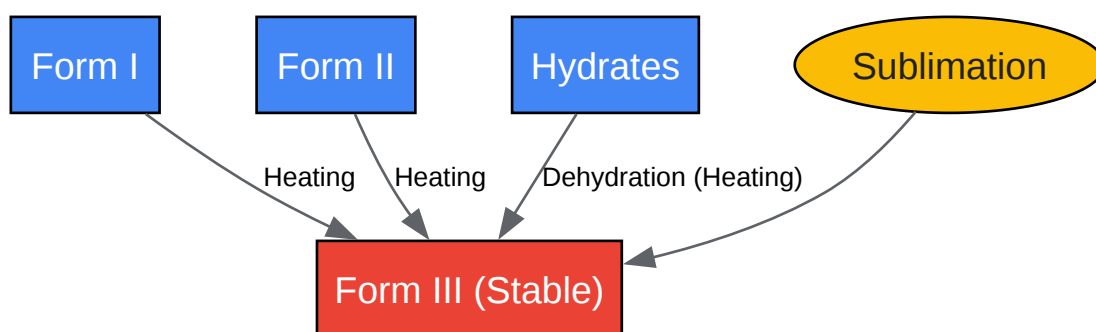 Form I
Form II
Hydrates
Sublimation
Heating
Heating
Dehydration (Heating)
Form III (Stable)